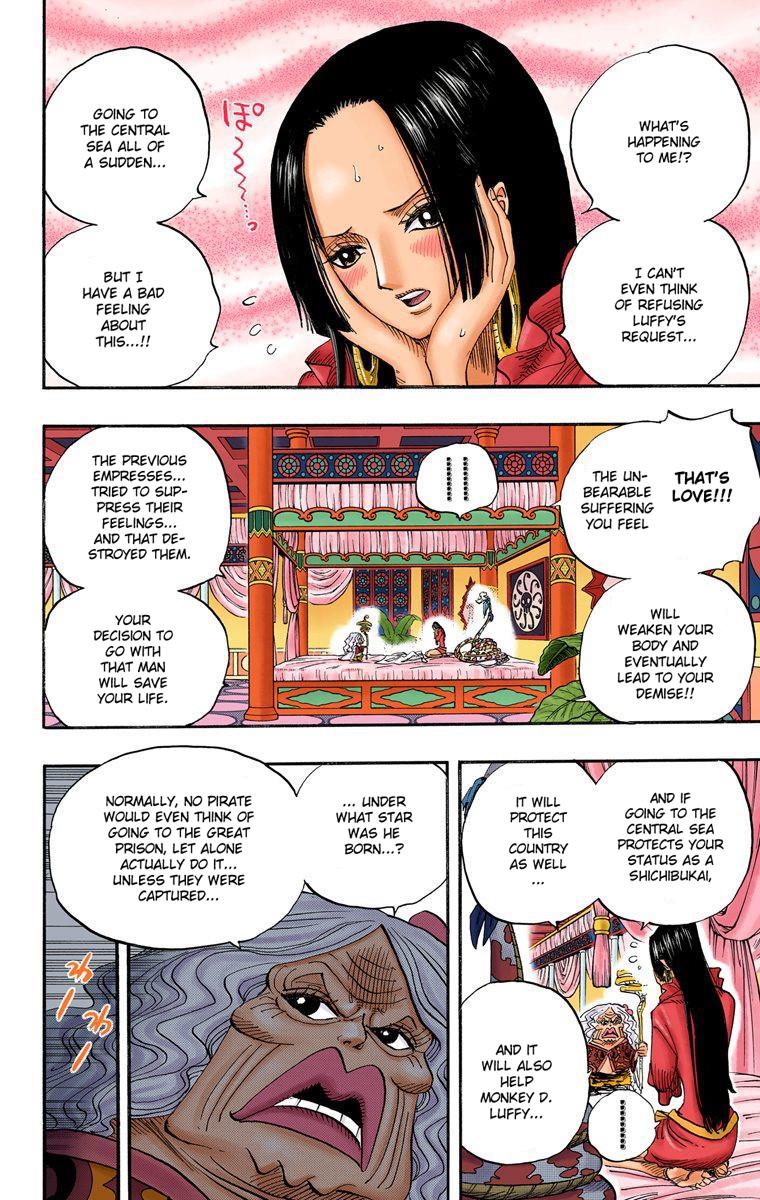 WHAT'S
HAPPENING
TO ME!?
I CAN'T
EVEN THINK
OF REFUSING
LUFFY'S
REQUEST...
ぽ〜〜…っ
GOING TO
THE CENTRAL
SEA ALL OF
A SUDDEN...
BUT I
HAVE A BAD
FEELING
ABOUT
THIS...!!
THAT'S
LOVE!!!
THE UN-
BEARABLE
SUFFERING
YOU FEEL
WILL
WEAKEN YOUR
BODY AND
EVENTUALLY
LEAD TO YOUR
DEMISE!!
THE PREVIOUS
EMPRESSES...
TRIED TO SUP-
PRESS THEIR
FEELINGS...
AND THAT DE-
STROYED THEM.
YOUR
DECISION TO
GO WITH
THAT MAN
WILL SAVE
YOUR LIFE.
AND IF
GOING TO THE
CENTRAL SEA
PROTECTS YOUR
STATUS AS A
SHICHIBUKAI,
IT WILL
PROTECT
THIS
COUNTRY
AS WELL
...
AND IT
WILL ALSO
HELP
MONKEY D.
LUFFY...
... UNDER
WHAT STAR
WAS HE
BORN...?
NORMALLY, NO PIRATE
WOULD EVEN THINK OF
GOING TO THE GREAT
PRISON, LET ALONE
ACTUALLY DO IT...
UNLESS THEY WERE
CAPTURED...
わーわー